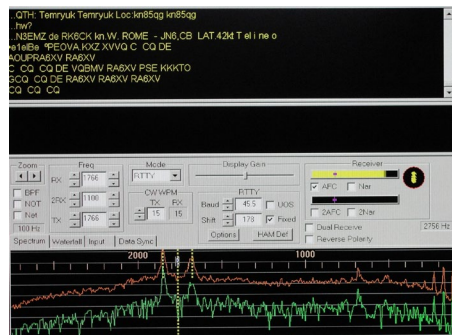 ..QTH: Temryuk Temryuk Loc:kn85qg kn85qg
...hw?
..N3EMZ de RK6CK kn.W. ROME - JN6,CB LAT.42kt T el i ne o
PEOVA.KXZ XVVQ C CQ DE
AOUPRA6XV RA6XV
C CQ CQ DE VQBMV RA6XV PSE KKKTO
GCQ CQ DE RA6XV RA6XV RA6XV
CQ CQ CQ
Zoom
Freq
Mode
Display Gain
Receiver
RX 1766
RTTY
BPF
NOT
Net
100 Hz
2RX 1100
TX 1766
CW WPM
TX RX
15 15
RTTY
Baud 45.5 UOS
Shift 170 Fixed
Options HAM Def
AFC Nar
2AFC 2Nar
Dual Receive
Reverse Polarity
2756 Hz
Spectrum Waterfall Input Data Sync
2000 1000